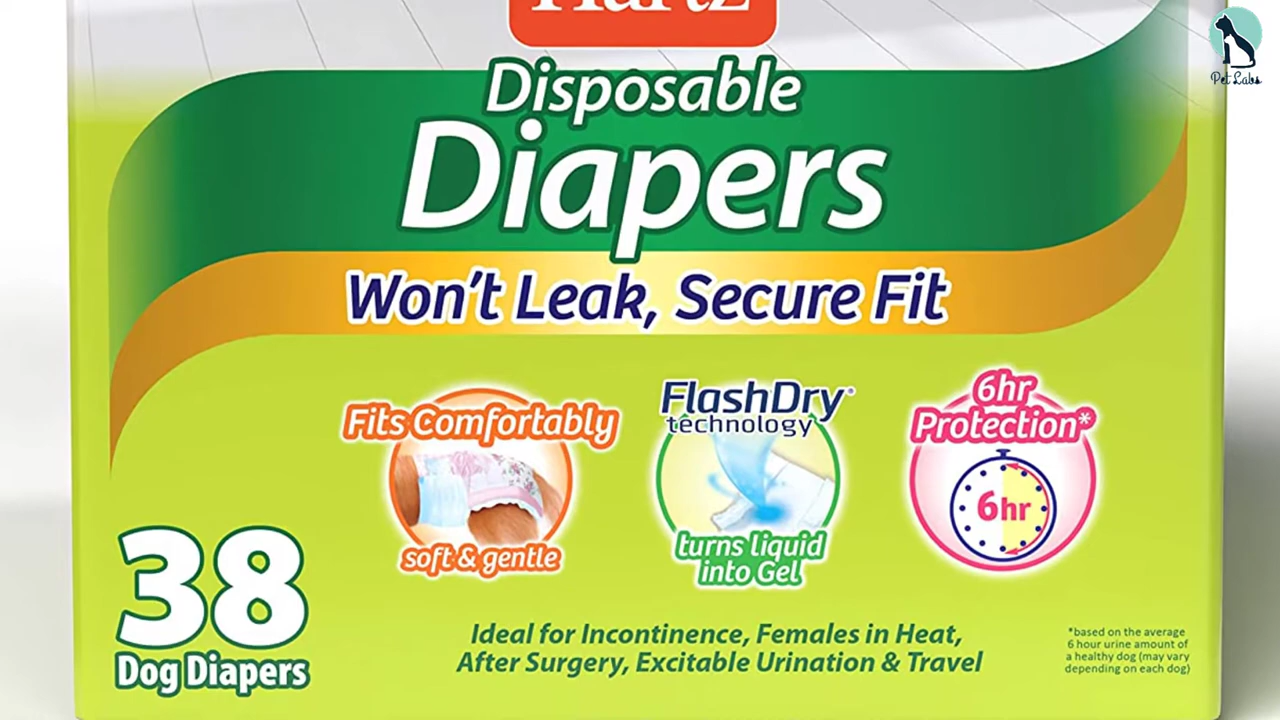 Hartz
Pet Labs
Disposable
Diapers
Won't Leak, Secure Fit
Fits Comfortably
soft & gentle
FlashDry®
technology
turns liquid
into Gel
6hr
Protection*
6hr
38
Dog Diapers
Ideal for Incontinence, Females in Heat,
After Surgery, Excitable Urination & Travel
*based on the average
6 hour urine amount of
a healthy dog (may vary
depending on each dog)